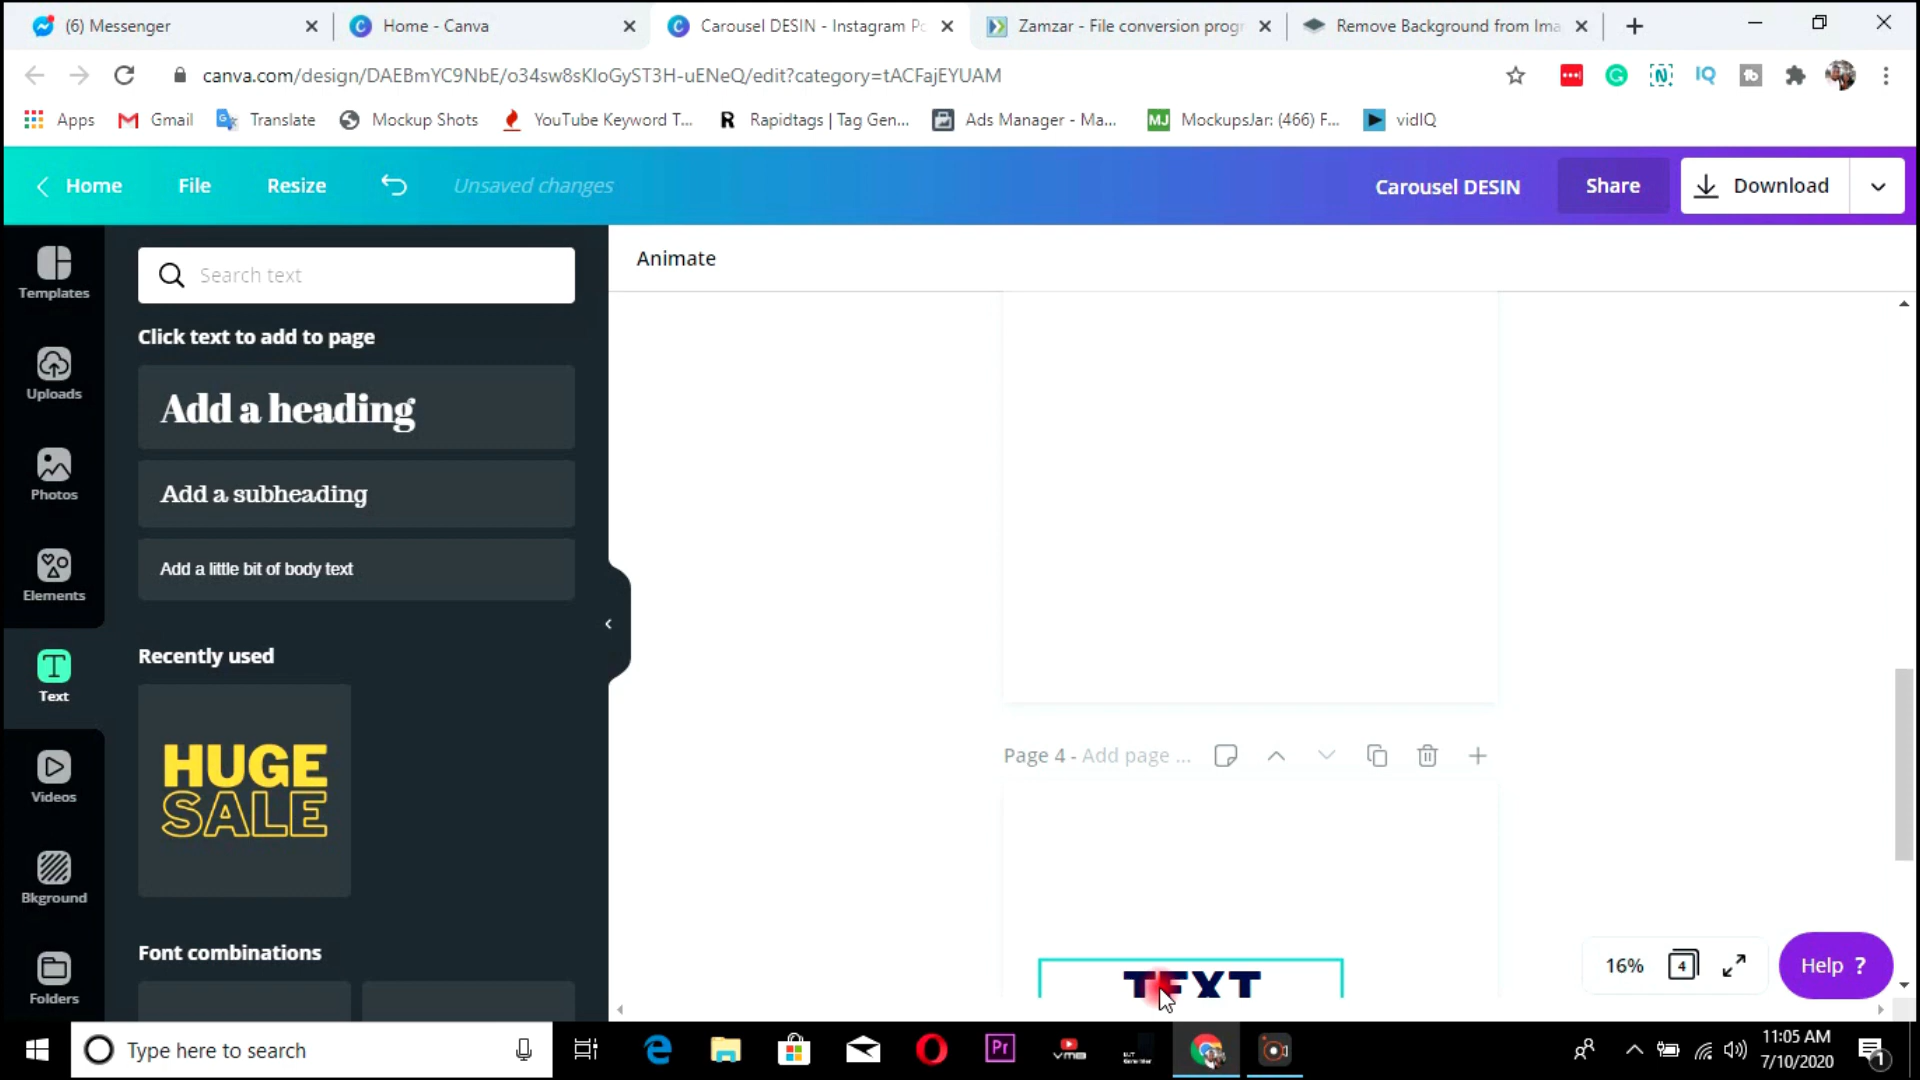 (6) Messenger
Home - Canva
Carousel DESIN - Instagram Po
Zamzar - File conversion progr
Remove Background from Ima
canva.com/design/DAEBmYC9NbE/o34sw8sKIoGyST3H-uENeQ/edit?category=tACFajEYUAM
Apps
Gmail
Translate
Mockup Shots
YouTube Keyword T...
Rapidtags | Tag Gen...
Ads Manager - Ma...
MJ
MockupsJar: (466) F...
vidIQ
Home
File
Resize
Unsaved changes
Carousel DESIN
Share
Download
Templates
Uploads
Photos
Elements
Text
Videos
Bkground
Folders
Search text
Click text to add to page
Add a heading
Add a subheading
Add a little bit of body text
Recently used
HUGE
SALE
Font combinations
Animate
Page 4 - Add page ...
TEXT
16%
4
Help ?
Type here to search
Pr
11:05 AM
7/10/2020
1